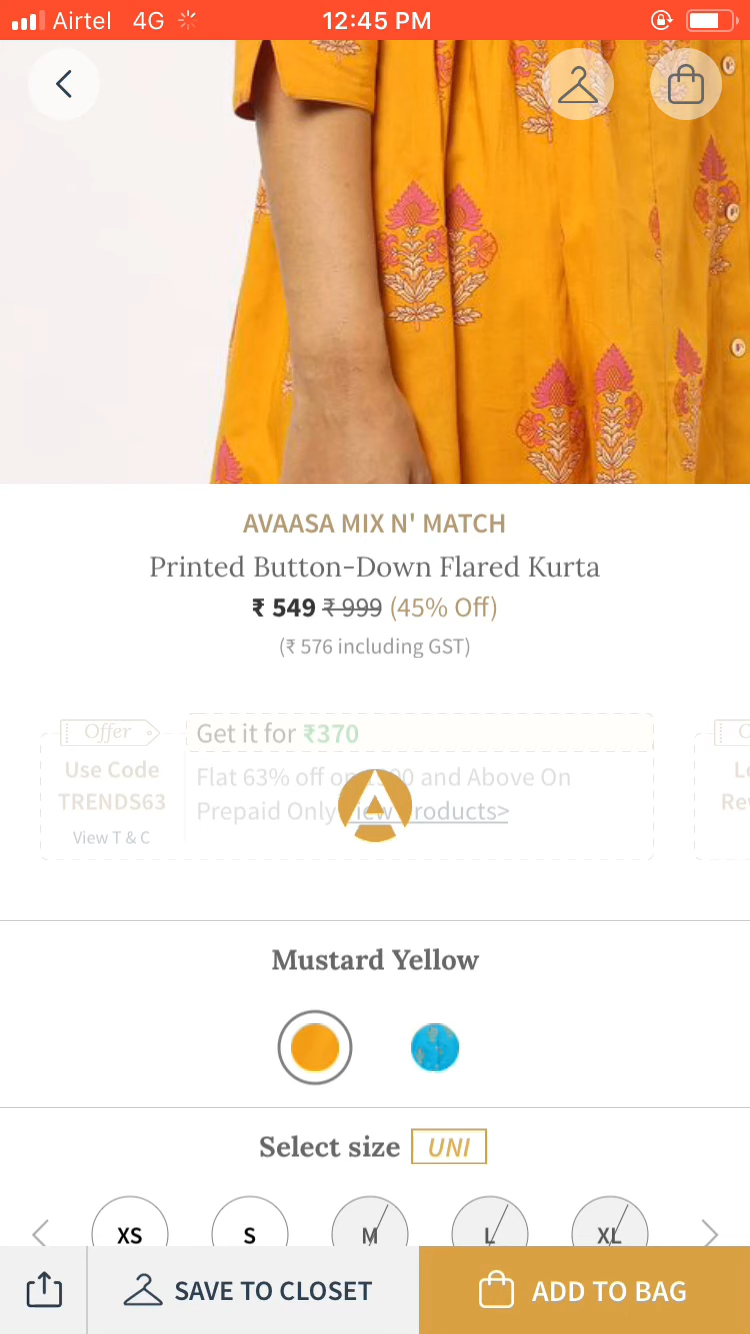 Airtel 4G 12:45 PM
AVAASA MIX N' MATCH
Printed Button-Down Flared Kurta
₹ 549 ₹ 999 (45% Off)
(₹ 576 including GST)
Offer
Use Code
TRENDS63
View T & C
Get it for ₹370
Flat 63% off on and Above On
Prepaid Only View Products>
Mustard Yellow
Select size UNI
XS S M L XL
SAVE TO CLOSET
ADD TO BAG